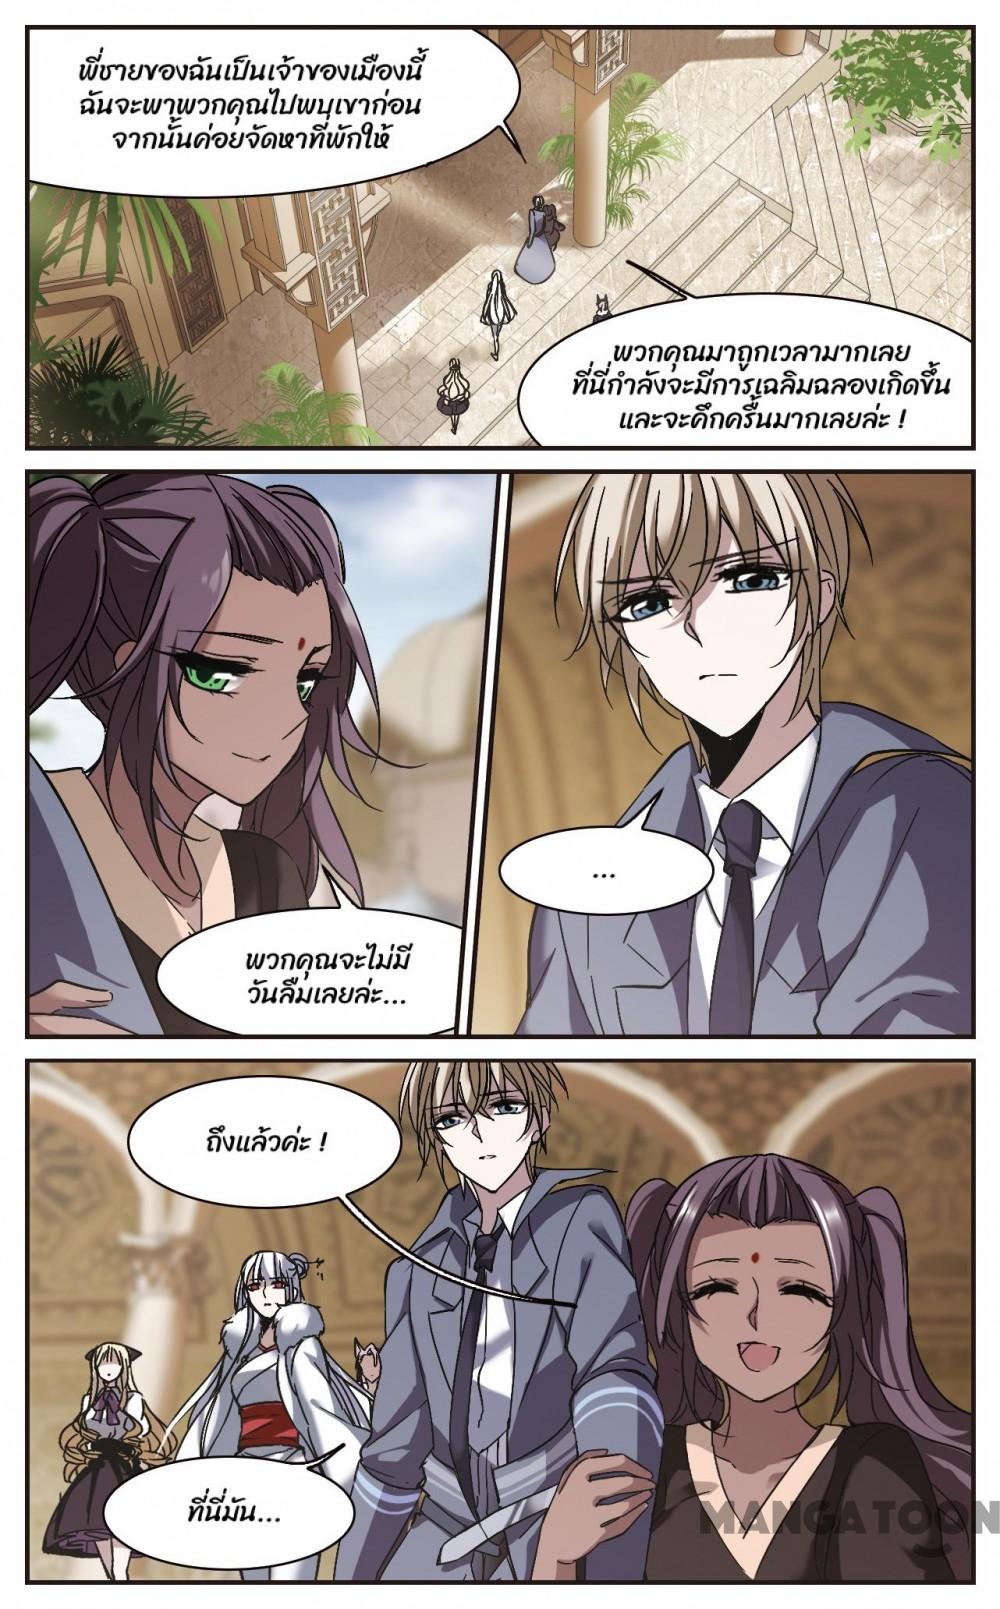 พี่ชายของฉันเป็นเจ้าของเมืองนี้
ฉันจะพาพวกคุณไปพบเขาก่อน
จากนั้นค่อยจัดหาที่พักให้
พวกคุณมาถูกเวลามากเลย
ที่นี่กำลังจะมีการเฉลิมฉลองเกิดขึ้น
และจะคึกครื้นมากเลยล่ะ !
...
พวกคุณจะไม่มี
วันลืมเลยล่ะ...
ถึงแล้วค่ะ !
ที่นี่มัน...
MANGATOON